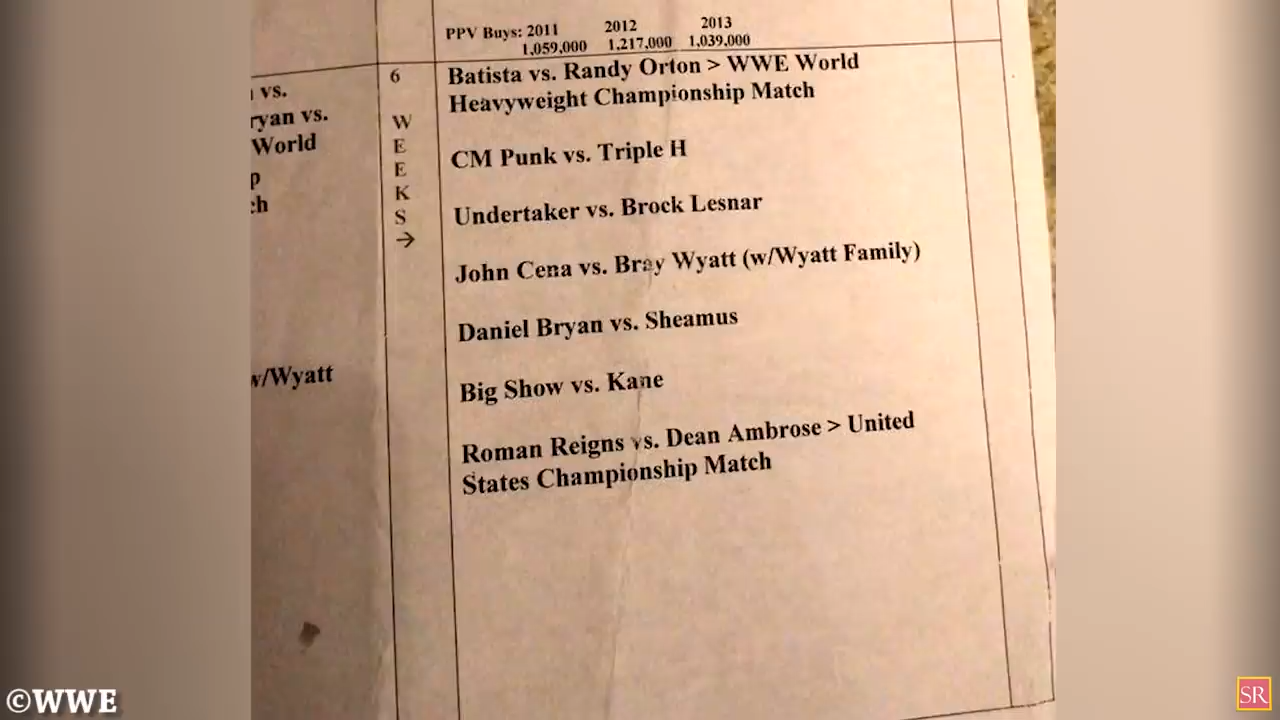 PPV Buys: 2011 2012 2013
1,059,000 1,217,000 1,039,000
vs.
ryan vs.
World
p
ch
w/Wyatt
6
W
E
E
K
S
→
Batista vs. Randy Orton > WWE World
Heavyweight Championship Match
CM Punk vs. Triple H
Undertaker vs. Brock Lesnar
John Cena vs. Bray Wyatt (w/Wyatt Family)
Daniel Bryan vs. Sheamus
Big Show vs. Kane
Roman Reigns vs. Dean Ambrose > United
States Championship Match
©WWE
SR